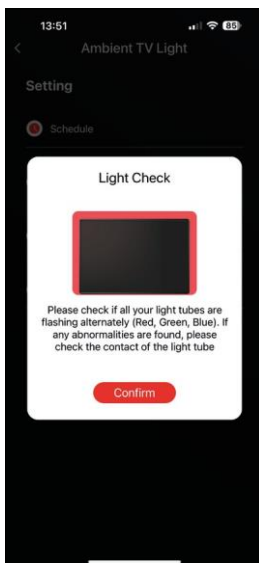 13:51
85
Ambient TV Light
Setting
Schedule
Light Check
Please check if all your light tubes are
flashing alternately (Red, Green, Blue). If
any abnormalities are found, please
check the contact of the light tube
Confirm